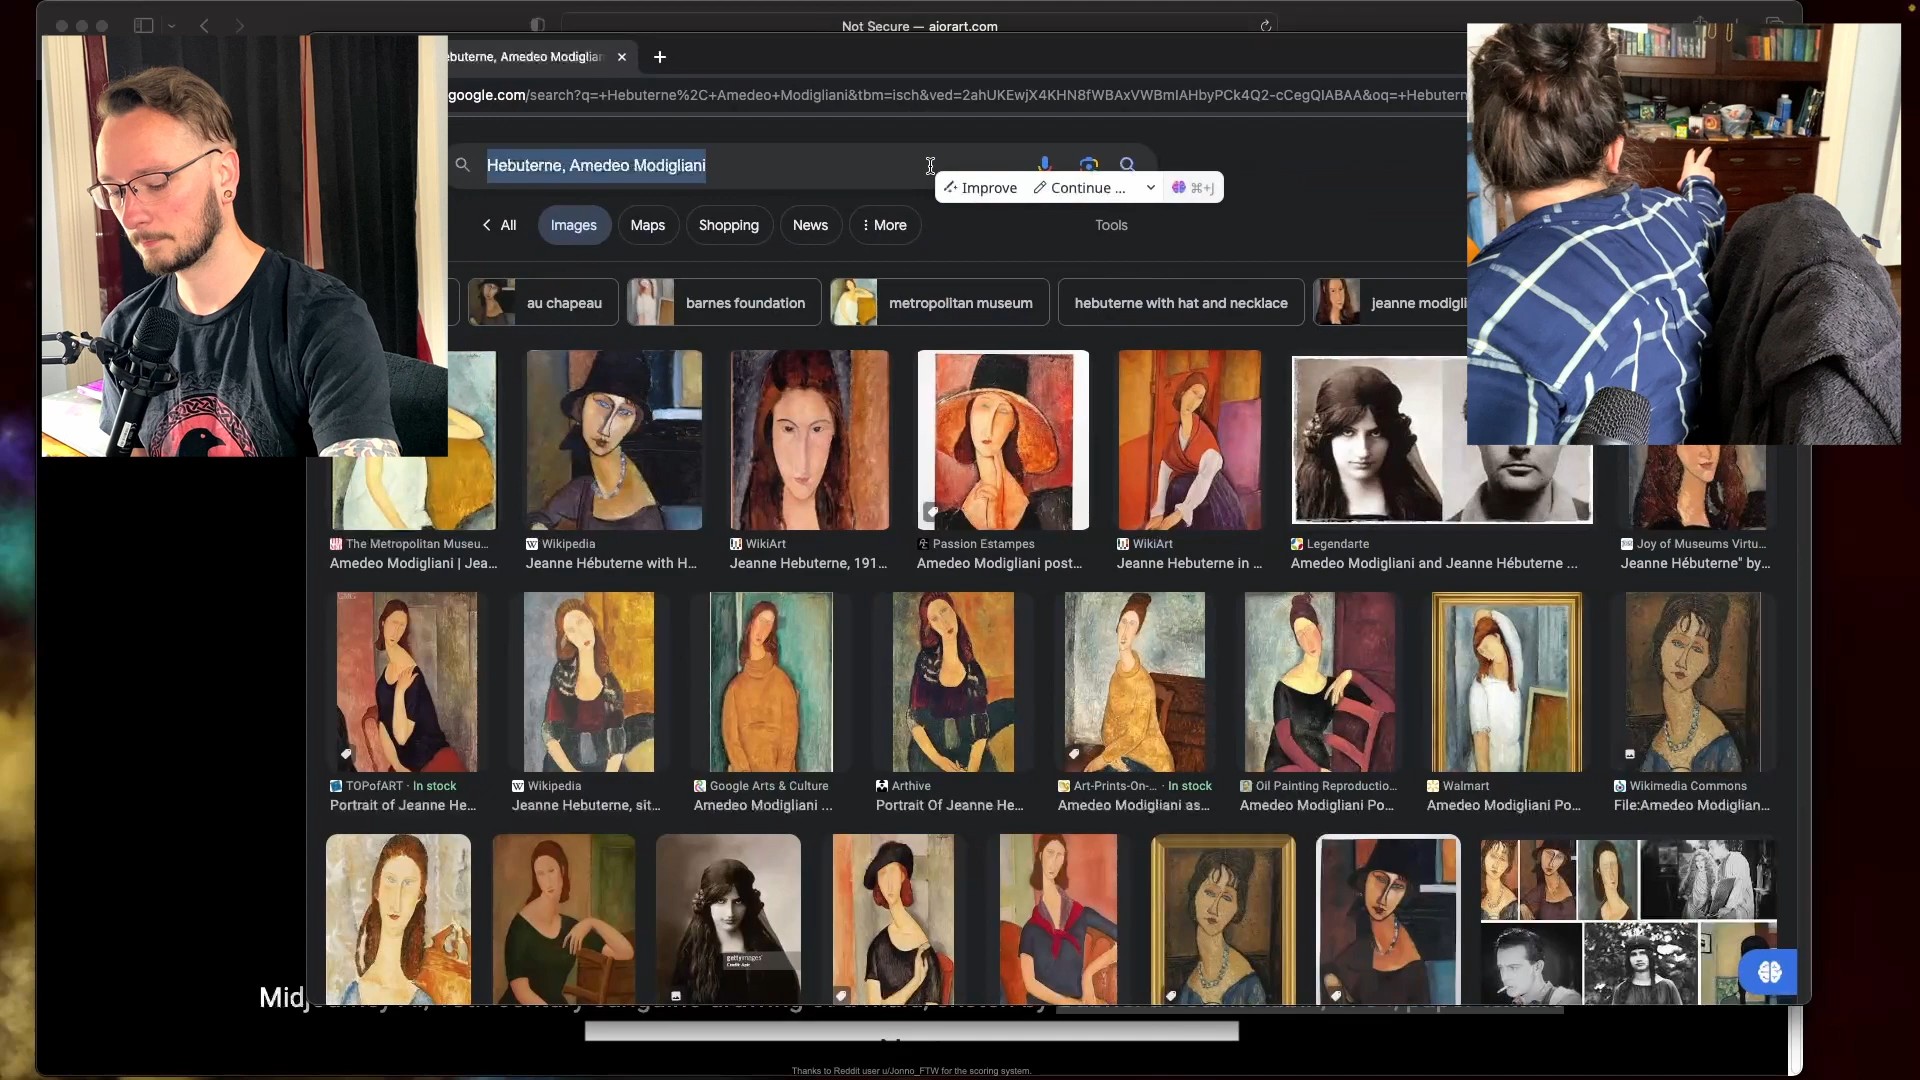 Not Secure — aiorart.com
ebuterne, Amedeo Modiglian
google.com/search?q=+Hebuterne%2C+Amedeo+Modigliani&tbm=isch&ved=2ahUKEwjX4KHN8fWBAxVWBmIAHbyPCk4Q2-cCegQIABAA&oq=+Hebutern
Hebuterne, Amedeo Modigliani
Improve Continue ... ⌘+J
All Images Maps Shopping News More Tools
au chapeau barnes foundation metropolitan museum hebuterne with hat and necklace jeanne modigli
The Metropolitan Museu... Wikipedia WikiArt Passion Estampes WikiArt Legendarte Joy of Museums Virtu...
Amedeo Modigliani | Jea... Jeanne Hébuterne with H... Jeanne Hebuterne, 191... Amedeo Modigliani post... Jeanne Hebuterne in ... Amedeo Modigliani and Jeanne Hébuterne ... Jeanne Hébuterne" by...
TOPofART · In stock Wikipedia Google Arts & Culture Arthive Art-Prints-On-... · In stock Oil Painting Reproductio... Walmart Wikimedia Commons
Portrait of Jeanne He... Jeanne Hebuterne, sit... Amedeo Modigliani ... Portrait Of Jeanne He... Amedeo Modigliani as... Amedeo Modigliani Po... Amedeo Modigliani Po... File:Amedeo Modiglian...
gettyimages
Thanks to Reddit user u/Jonno_FTW for the scoring system.